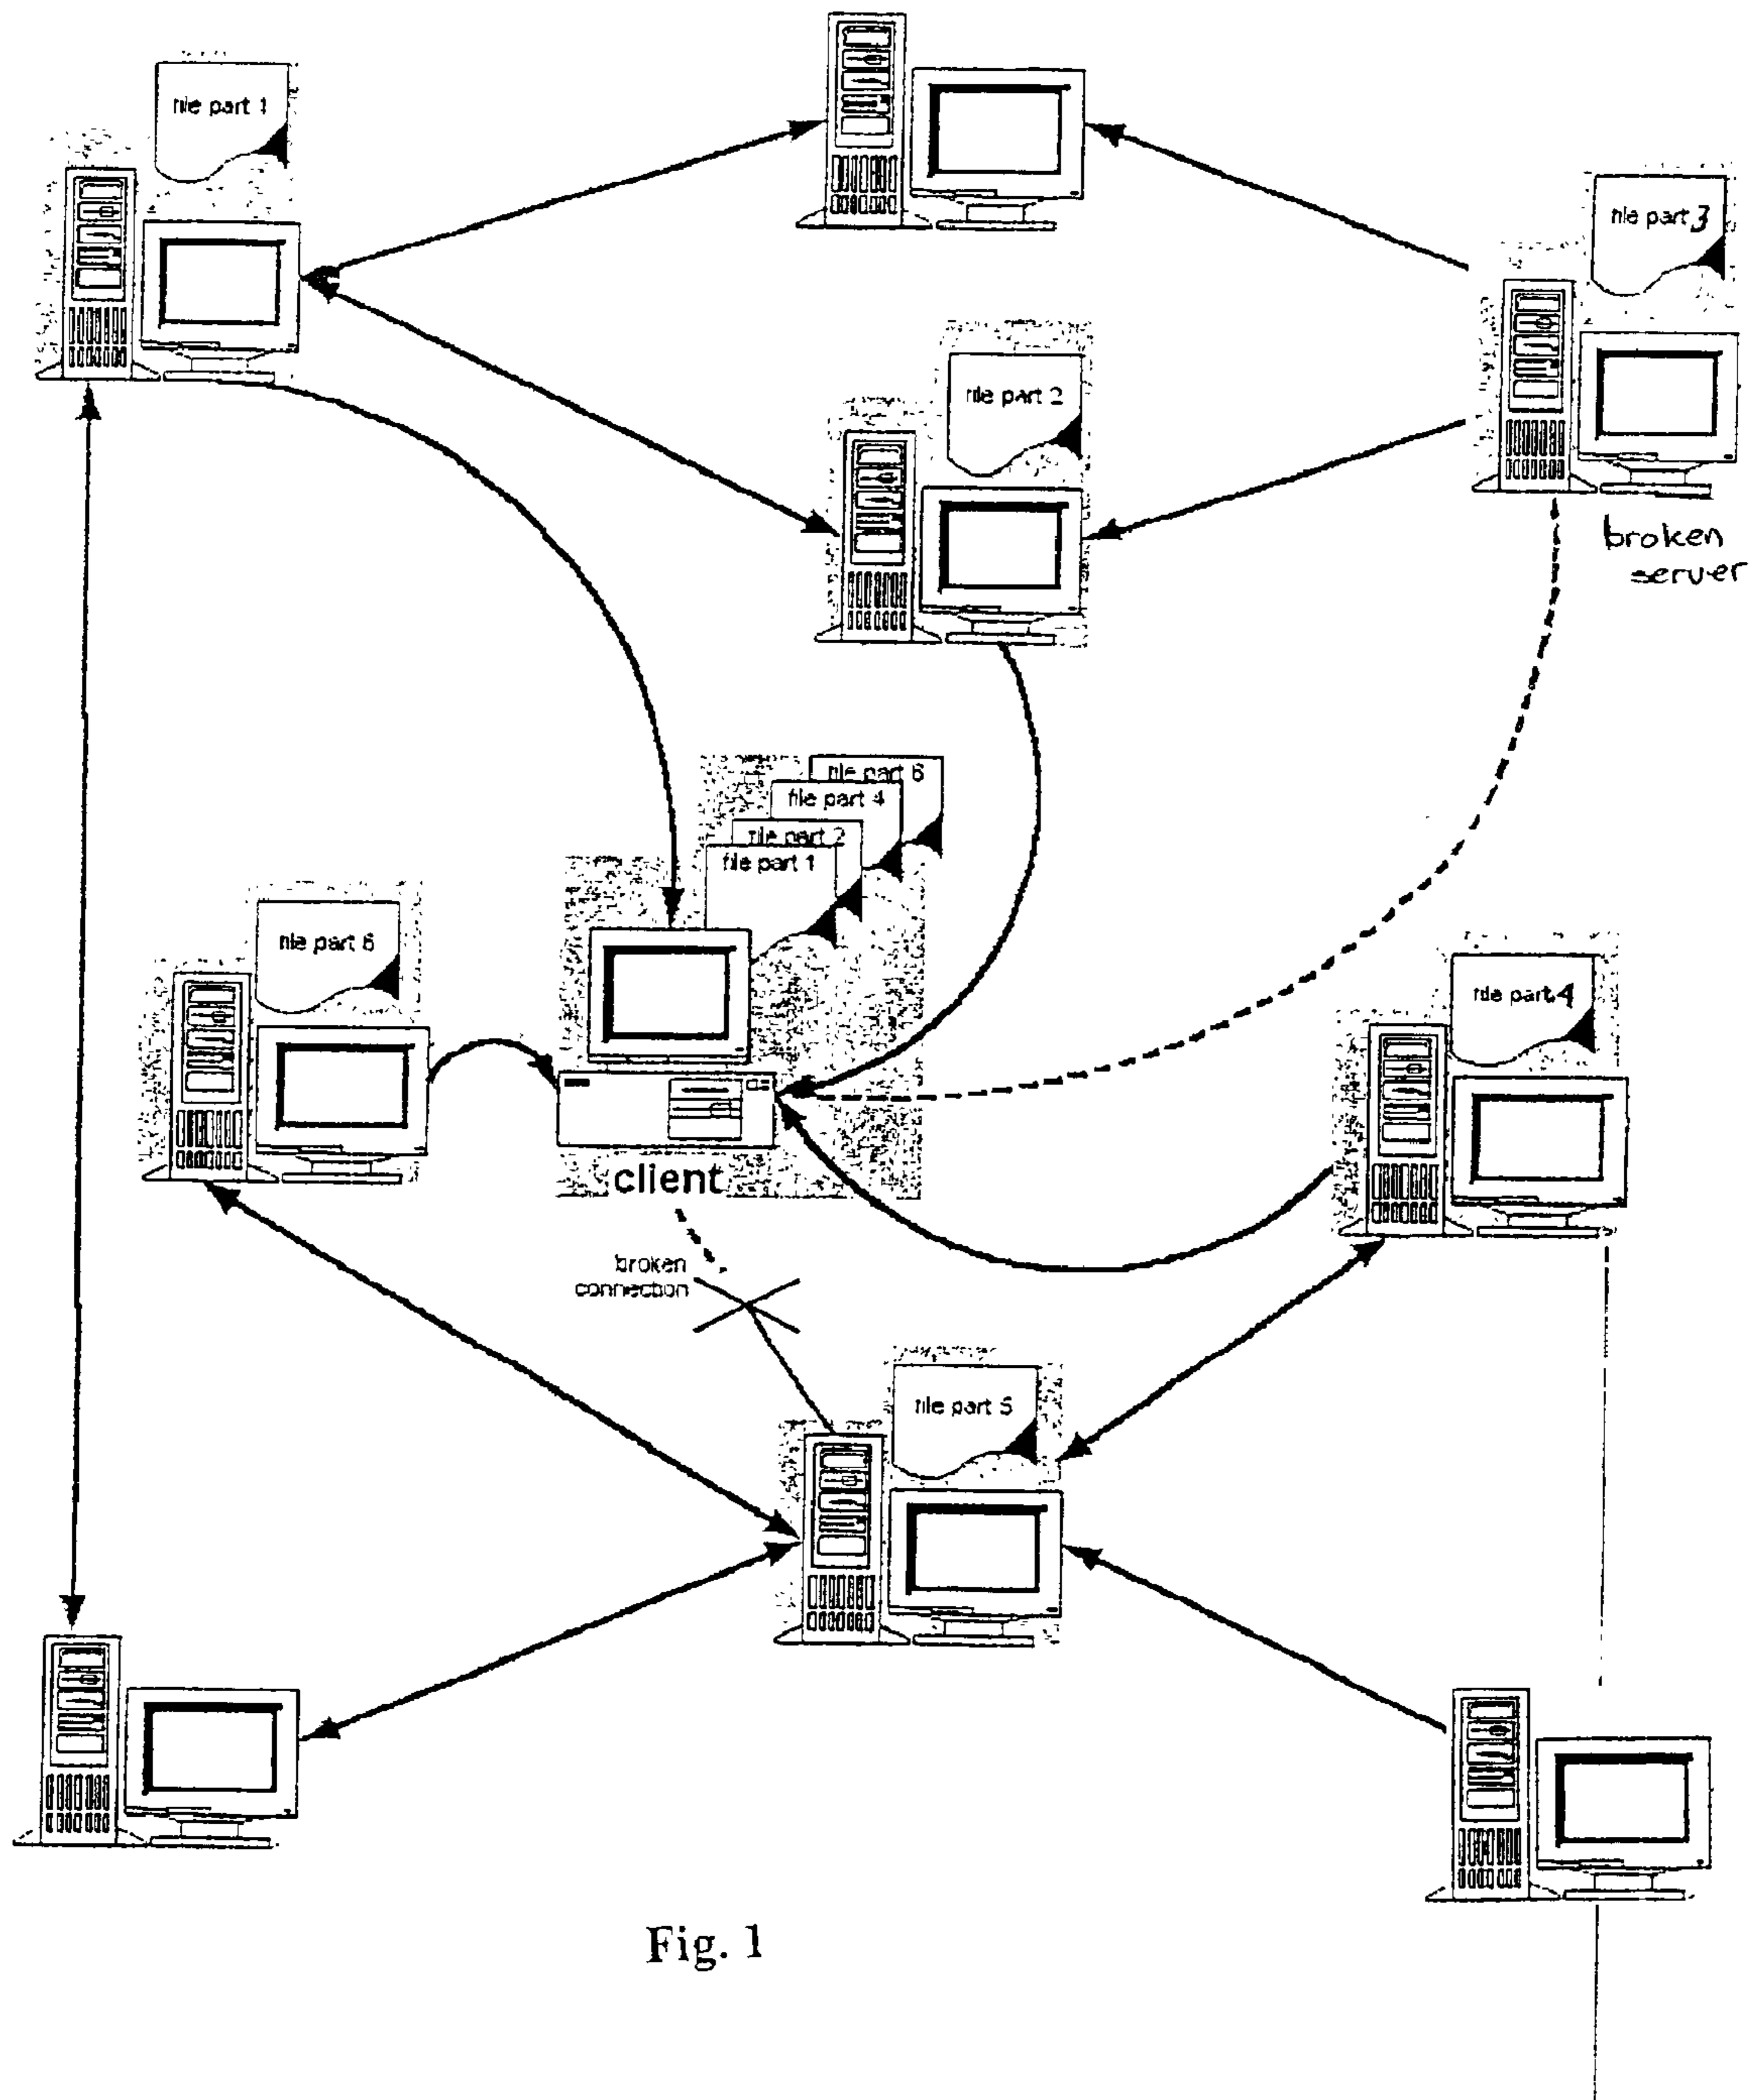 file part 1
file part 3
file part 2
broken
server
file part 6
file part 4
file part 2
file part 1
file part 6
file part 4
client
broken
connection
file part 5
Fig. 1